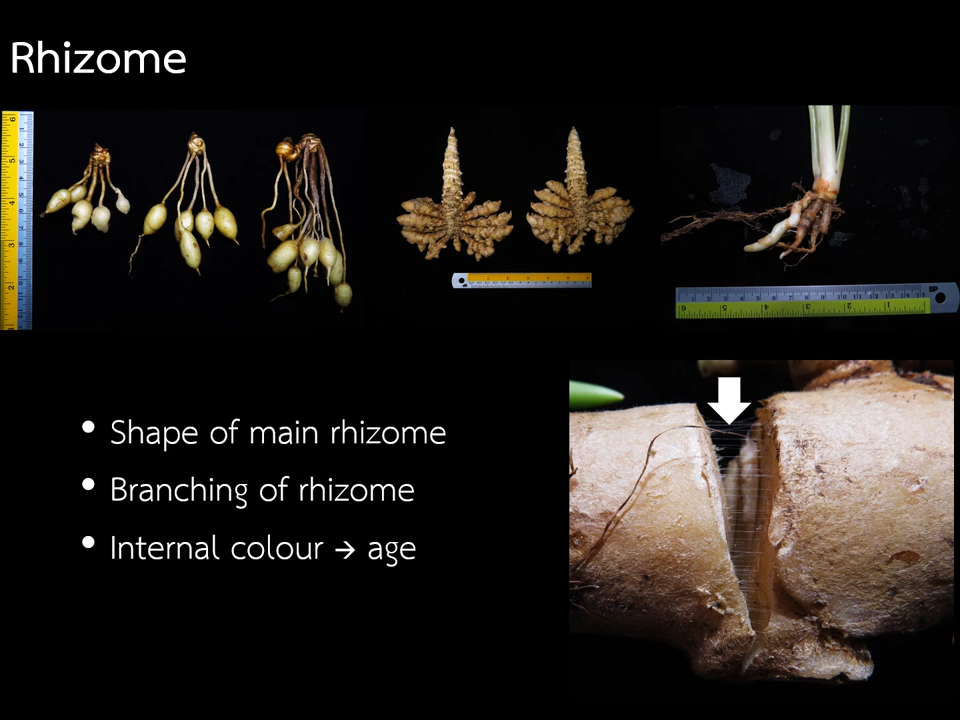 Rhizome
• Shape of main rhizome
• Branching of rhizome
• Internal colour → age